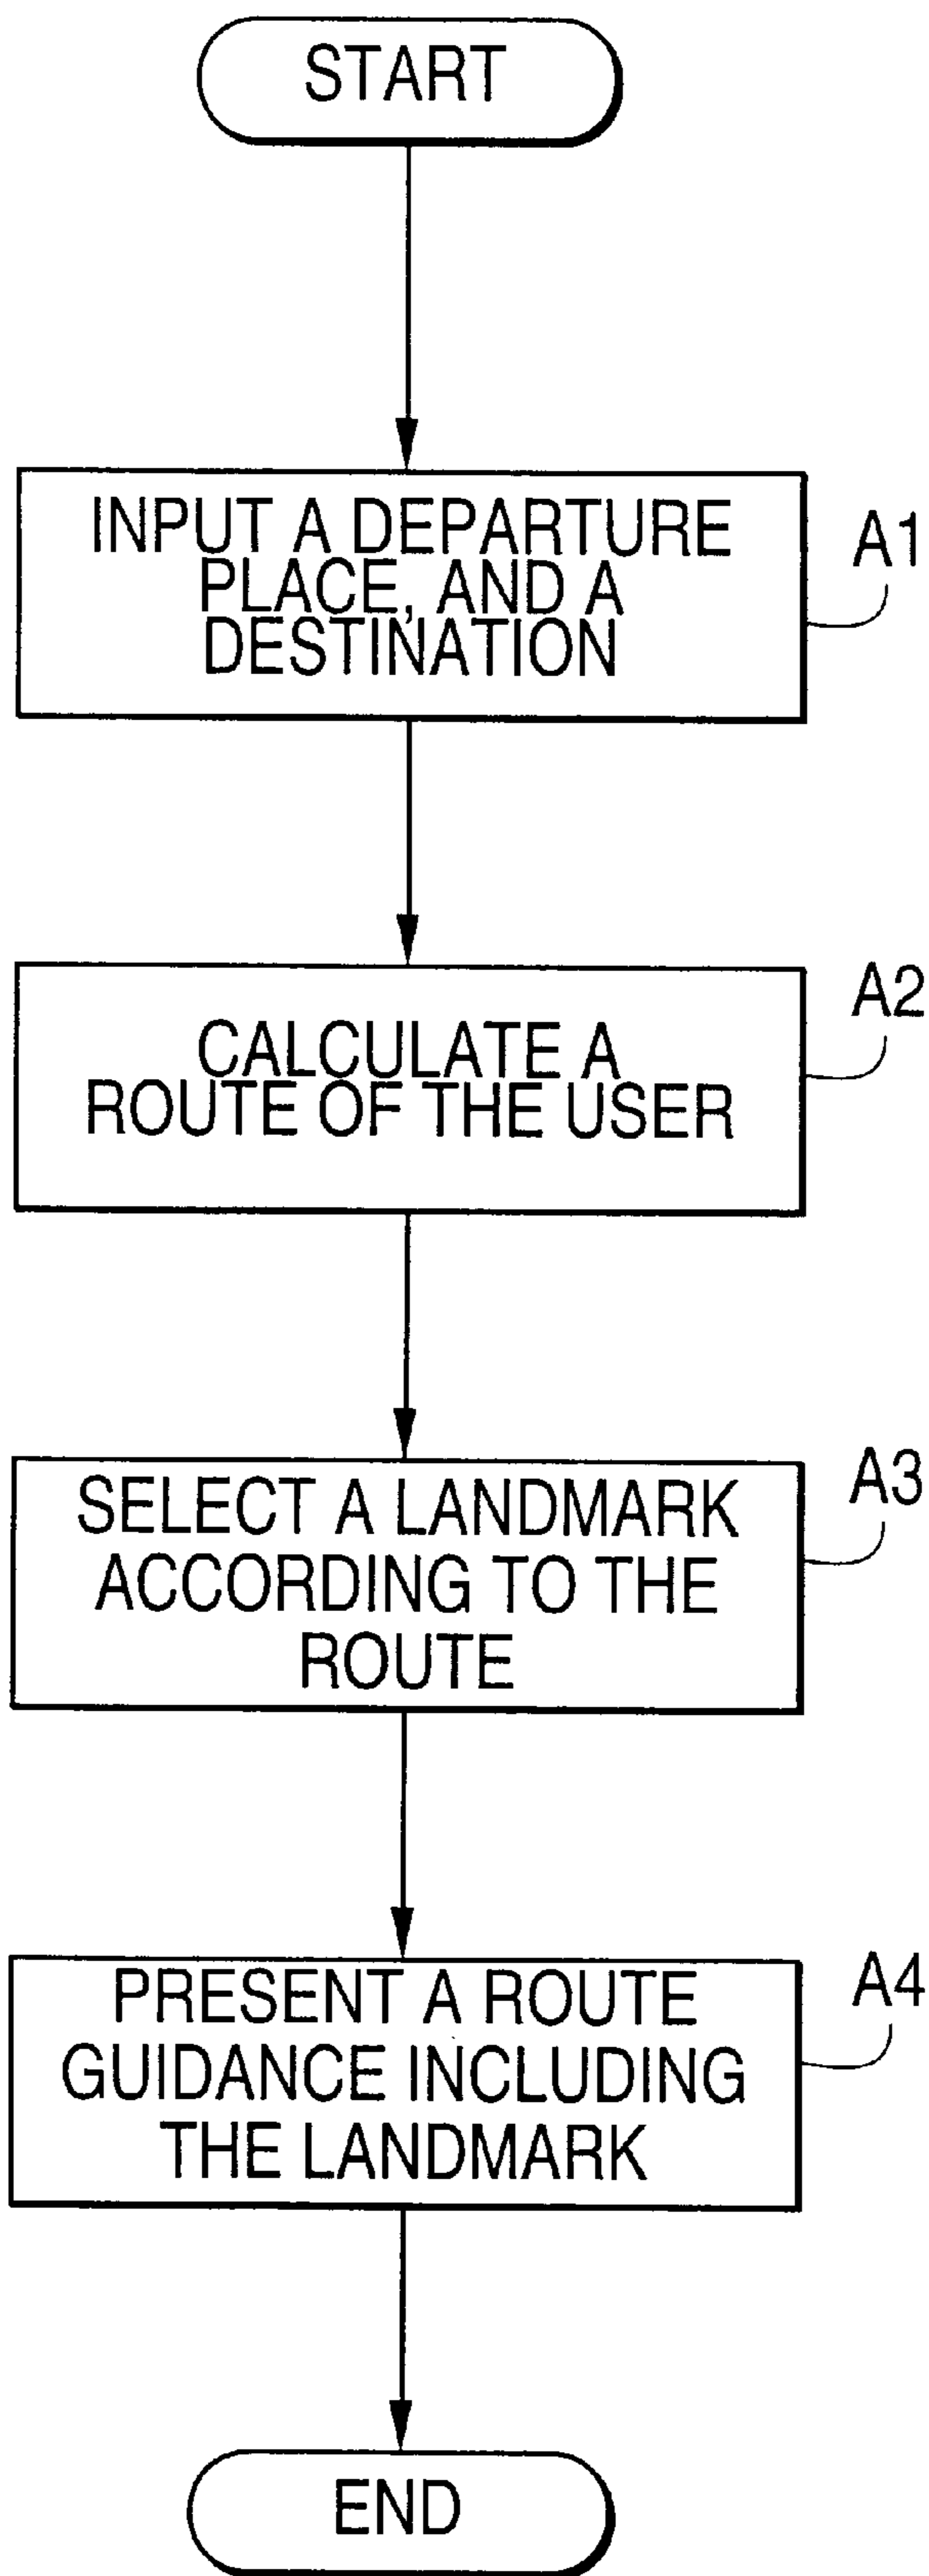 START
INPUT A DEPARTURE
PLACE, AND A
DESTINATION
A1
CALCULATE A
ROUTE OF THE USER
A2
SELECT A LANDMARK
ACCORDING TO THE
ROUTE
A3
PRESENT A ROUTE
GUIDANCE INCLUDING
THE LANDMARK
A4
END